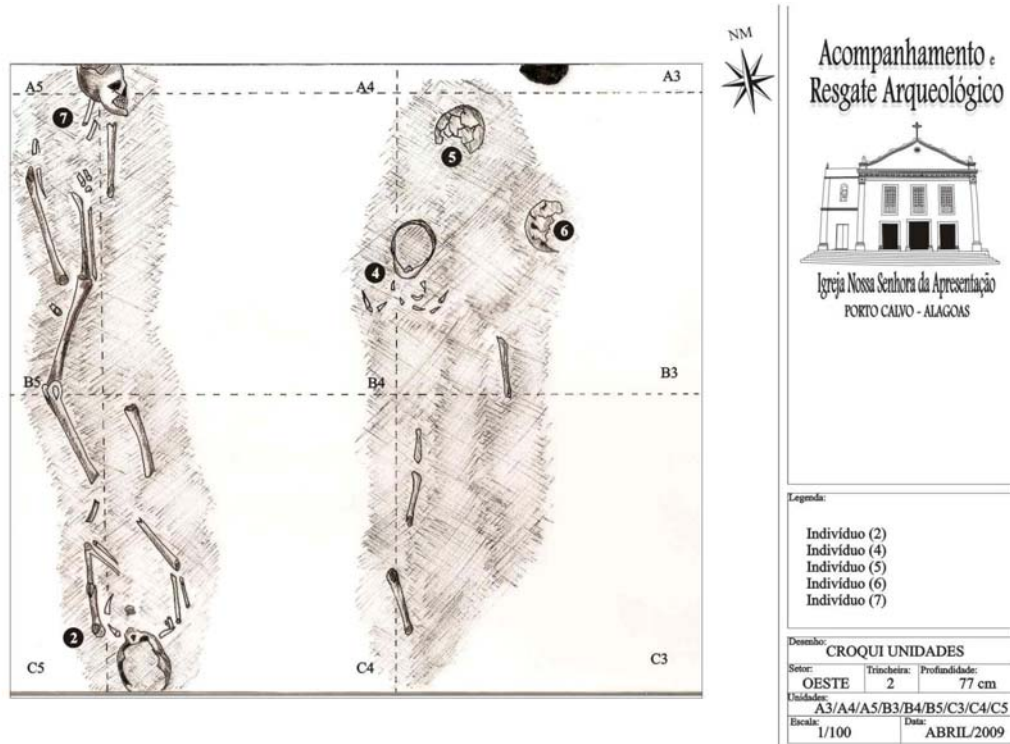 NM
A5
A4
A3
7
5
6
4
B5
B4
B3
2
C5
C4
C3
Acompanhamento e
Resgate Arqueológico
Igreja Nossa Senhora da Apresentação
PORTO CALVO - ALAGOAS
Legenda:
Indivíduo (2)
Indivíduo (4)
Indivíduo (5)
Indivíduo (6)
Indivíduo (7)
Desenho:
CROQUI UNIDADES
Setor: Trincheira: Profundidade:
OESTE 2 77 cm
Unidades:
A3/A4/A5/B3/B4/B5/C3/C4/C5
Escala: Data:
1/100 ABRIL/2009